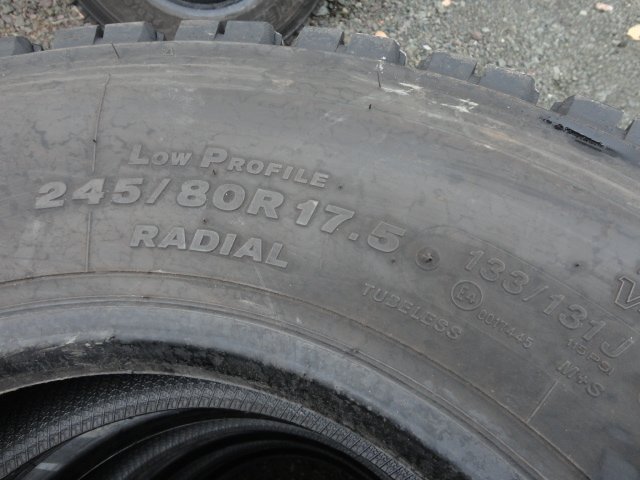 LOW PROFILE
245/80R17.5
RADIAL
133/131J
TUBELESS
M+S